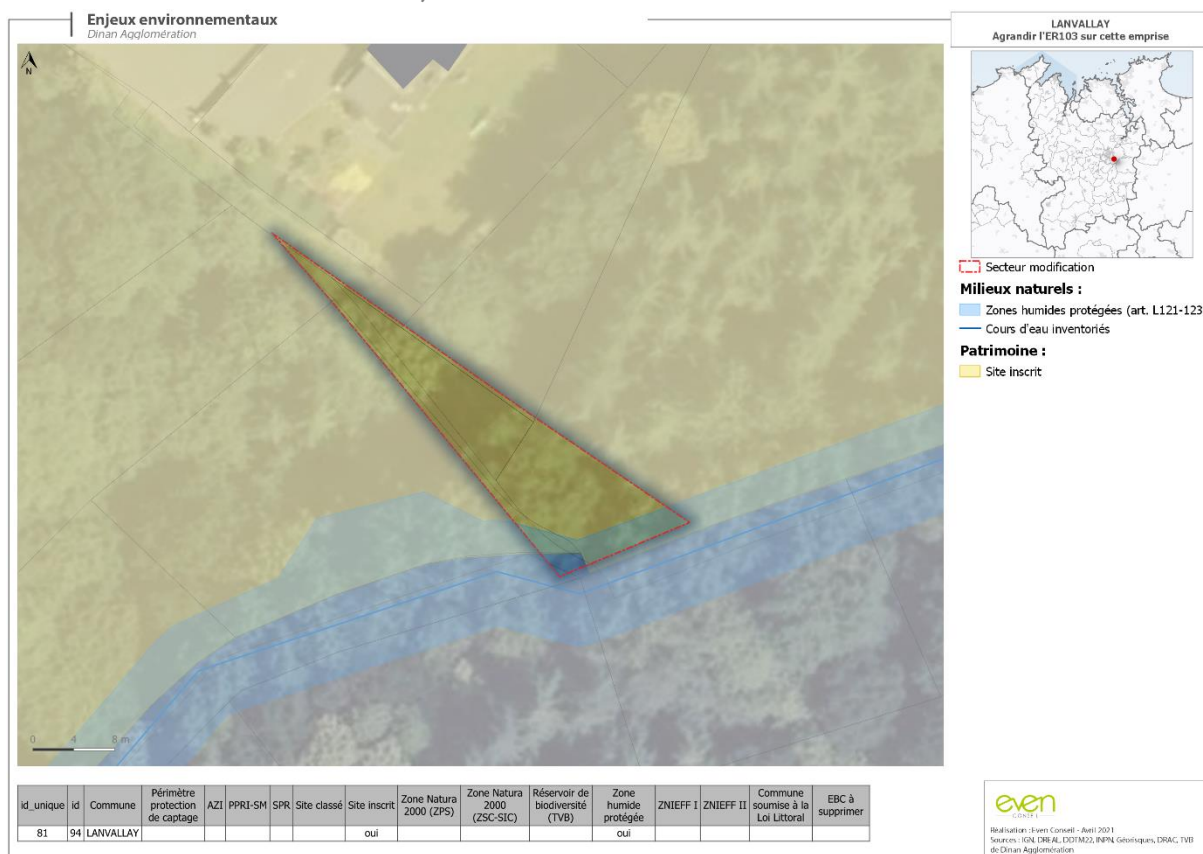 Enjeux environnementaux
Dinan Agglomération
N
0 4 8 m
LANVALLAY
Agrandir l'ER103 sur cette emprise
Secteur modification
Milieux naturels :
Zones humides protégées (art. L121-123
Cours d'eau inventoriés
Patrimoine :
Site inscrit
id_unique id Commune Périmètre protection de captage AZI PPRI-SM SPR Site classé Site inscrit Zone Natura 2000 (ZPS) Zone Natura 2000 (ZSC-SIC) Réservoir de biodiversité (TVB) Zone humide protégée ZNIEFF I ZNIEFF II Commune soumise à la Loi Littoral EBC à supprimer
81 94 LANVALLAY oui oui
even
CONSEIL
Réalisation : Even Conseil - Avril 2021
Sources : IGN, DREAL, DDTM22, INPN, Géorisques, DRAC, TVB
de Dinan Agglomération